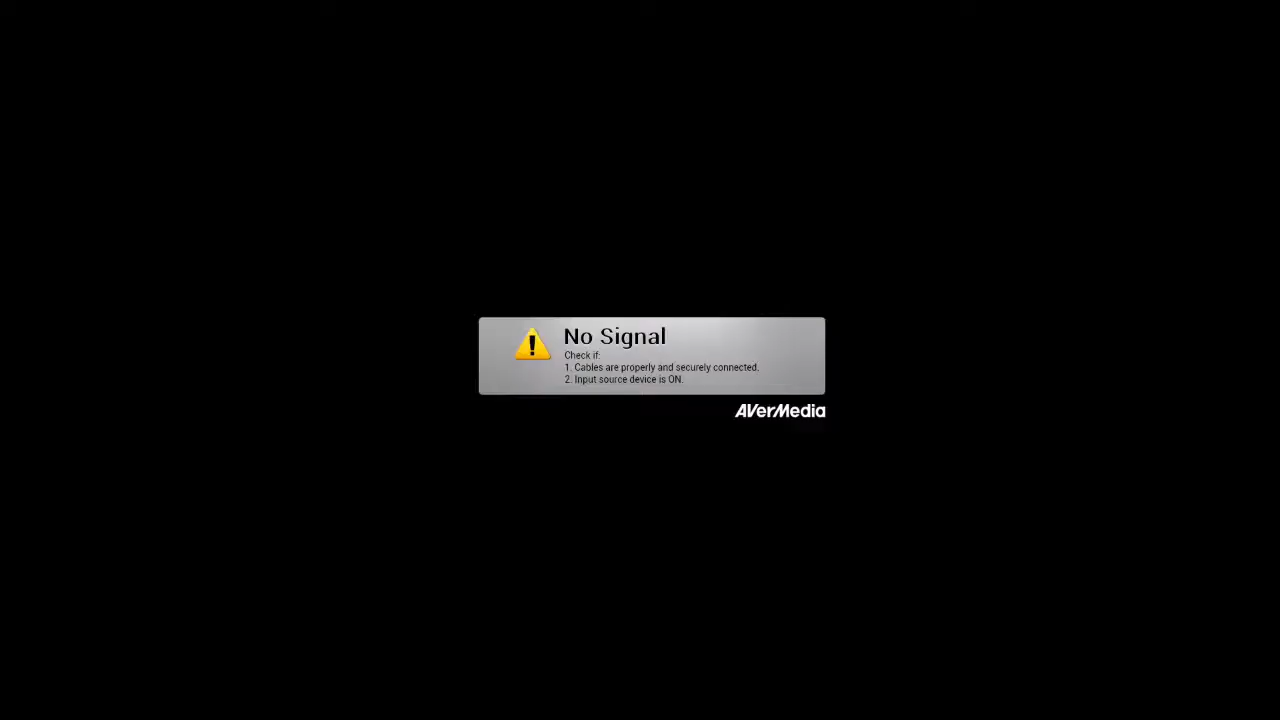 No Signal
Check if:
1. Cables are properly and securely connected.
2. Input source device is ON.
AVerMedia